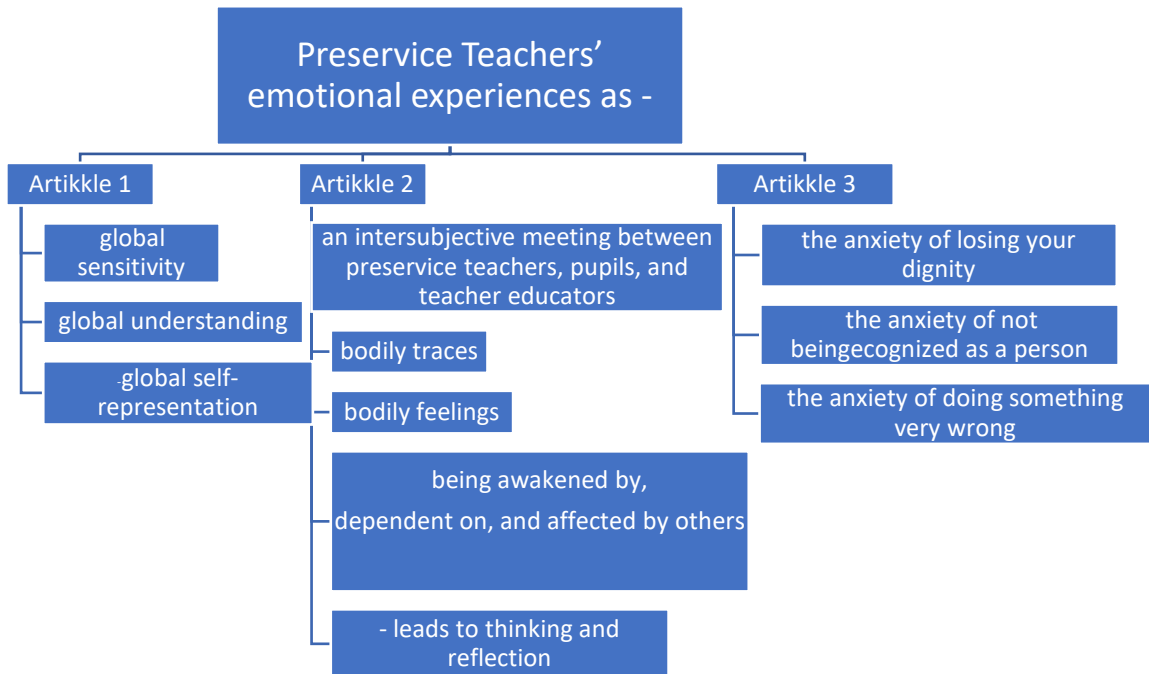 Preservice Teachers’
emotional experiences as -
Artikkle 1
global
sensitivity
global understanding
-global self-
representation
Artikkle 2
an intersubjective meeting between
preservice teachers, pupils, and
teacher educators
bodily traces
bodily feelings
being awakened by,
dependent on, and affected by others
- leads to thinking and
reflection
Artikkle 3
the anxiety of losing your
dignity
the anxiety of not
beingecognized as a person
the anxiety of doing something
very wrong